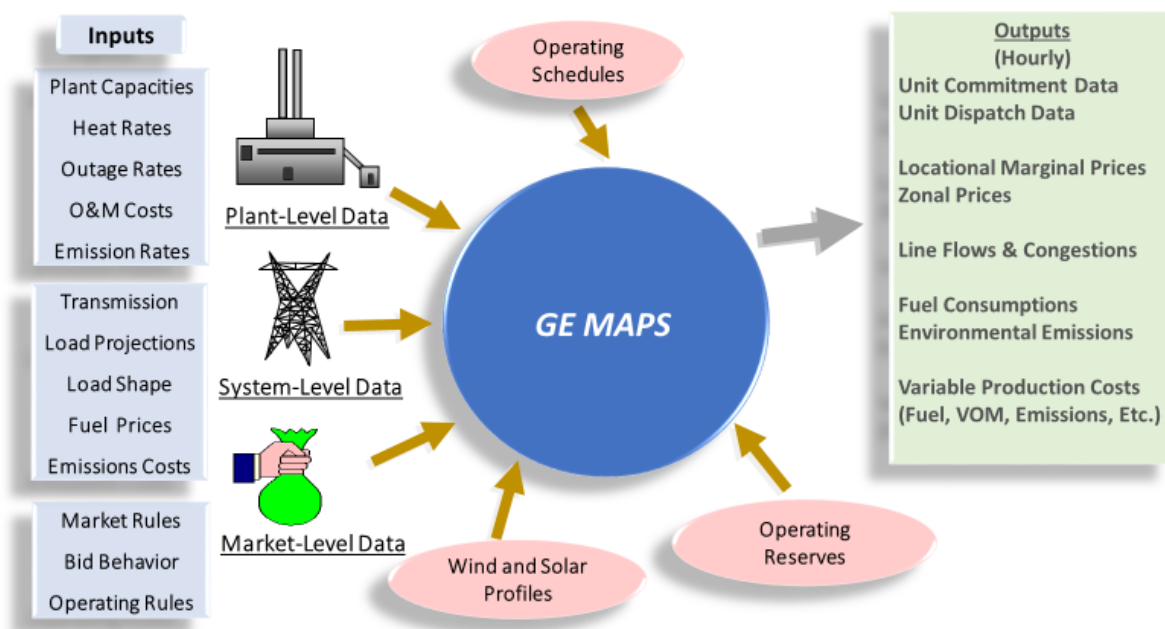 Inputs
Plant Capacities
Heat Rates
Outage Rates
O&M Costs
Emission Rates
Transmission
Load Projections
Load Shape
Fuel Prices
Emissions Costs
Market Rules
Bid Behavior
Operating Rules
Plant-Level Data
System-Level Data
Market-Level Data
Operating
Schedules
GE MAPS
Wind and Solar
Profiles
Operating
Reserves
Outputs
(Hourly)
Unit Commitment Data
Unit Dispatch Data
Locational Marginal Prices
Zonal Prices
Line Flows & Congestions
Fuel Consumptions
Environmental Emissions
Variable Production Costs
(Fuel, VOM, Emissions, Etc.)